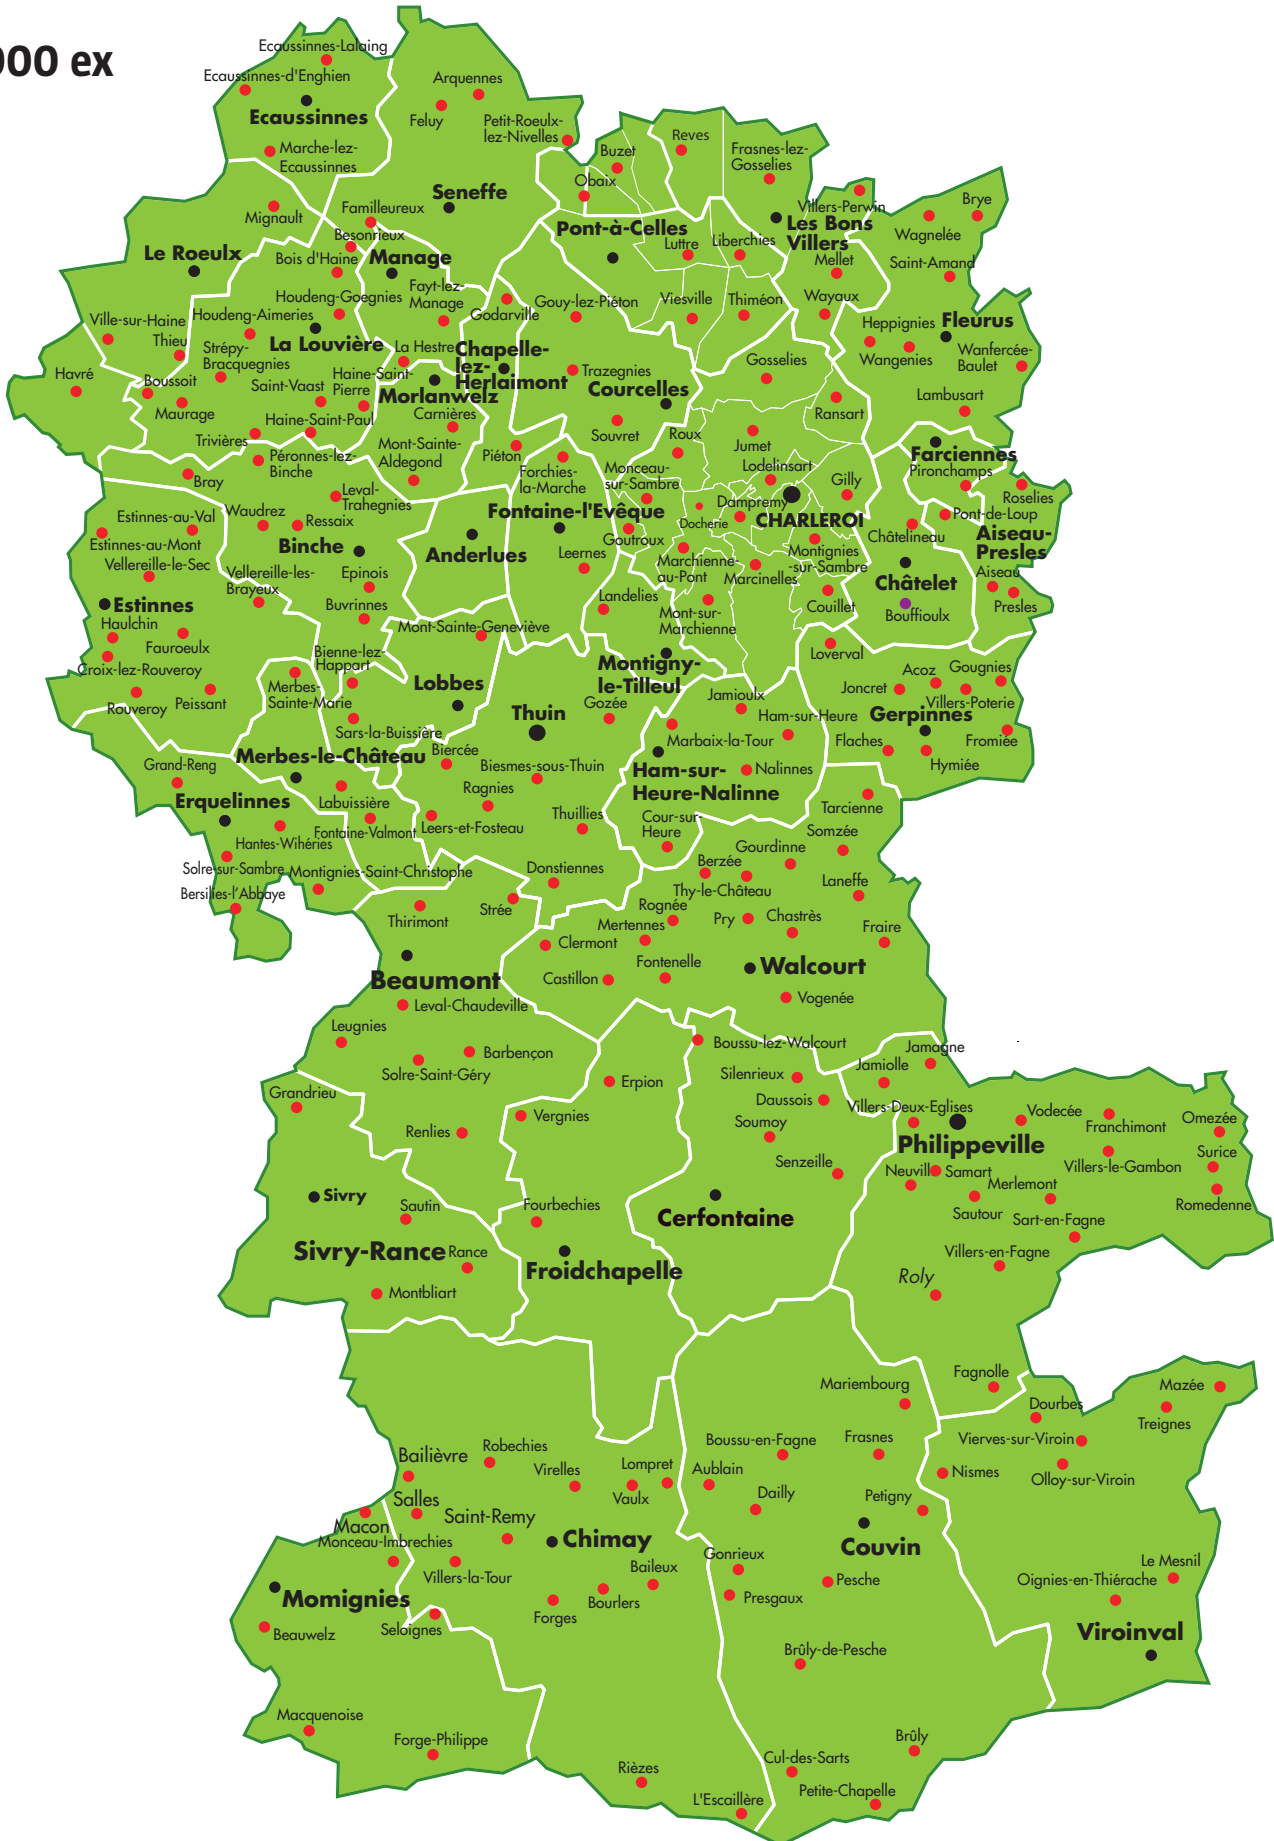 000 ex
Ecaussinnes-Lalaing
Ecaussinnes-d'Enghien
Ecaussinnes
Marche-lez-
Ecaussinnes
Arquennes
Feluy
Petit-Roeulx-
lez-Nivelles
Seneffe
Buzet
Obaix
Reves
Frasnes-lez-
Gosselies
Villers-Perwin
Les Bons
Villers
Mellet
Wayaux
Brye
Wagnelée
Saint-Amand
Mignault
Le Roeulx
Familleureux
Besonrieux
Bois d'Haine
Manage
Fayt-lez-
Manage
Pont-à-Celles
Luttre
Liberchies
Viesville
Thiméon
Godarville
Gouy-lez-Piéton
Houdeng-Goegnies
Houdeng-Aimeries
La Louvière
Ville-sur-Haine
Thieu
Strépy-
Bracquegnies
Havré
Boussoit
Maurage
Saint-Vaast
Haine-Saint-
Pierre
La Hestre
Haine-Saint-Paul
Trivières
Chapelle-
lez-
Herlaimont
Morlanwelz
Carnières
Mont-Sainte-
Aldegond
Trazegnies
Courcelles
Souvret
Piéton
Forchies-
la-Marche
Heppignies
Wangenies
Fleurus
Wanfercée-
Baulet
Lambusart
Gosselies
Ransart
Roux
Jumet
Lodelinsart
Gilly
Farciennes
Pironchamps
Roselies
Pont-de-Loup
Aiseau-
Presles
Aiseau
Presles
Châtelineau
Châtelet
Bouffioulx
Péronnes-lez-
Binche
Bray
Leval-
Trahegnies
Waudrez
Ressaix
Binche
Estinnes-au-Val
Estinnes-au-Mont
Vellereille-le-Sec
Vellereille-les-
Brayeux
Epinois
Buvrinnes
Anderlues
Fontaine-l'Evêque
Leernes
Monceau-
sur-Sambre
Goutroux
Docherie
Dampremy
CHARLEROI
Marchienne-
au-Pont
Marcinelles
Montignies
-sur-Sambre
Couillet
Landelies
Mont-sur-
Marchienne
Estinnes
Haulchin
Fauroeulx
Croix-lez-Rouveroy
Rouveroy
Peissant
Mont-Sainte-Geneviève
Bienne-lez-
Happart
Merbes-
Sainte-Marie
Sars-la-Buissière
Lobbes
Thuin
Gozée
Montigny-
le-Tilleul
Loverval
Acoz
Gougnies
Joncret
Villers-Poterie
Gerpinnes
Flaches
Fromiée
Hymiée
Jamioulx
Ham-sur-Heure
Marbaix-la-Tour
Ham-sur-
Heure-Nalinne
Nalinnes
Cour-sur-
Heure
Merbes-le-Château
Grand-Reng
Erquelinnes
Labuissière
Fontaine-Valmont
Hantes-Wihéries
Solre-sur-Sambre
Bersilies-l'Abbaye
Montignies-Saint-Christophe
Biercée
Biesmes-sous-Thuin
Ragnies
Leers-et-Fosteau
Thuillies
Donstiennes
Strée
Thirimont
Tarcienne
Somzée
Gourdinne
Berzée
Thy-le-Château
Laneffe
Rognée
Mertennes
Pry
Chastrès
Fraire
Clermont
Fontenelle
Castillon
Walcourt
Vogenée
Beaumont
Leval-Chaudeville
Leugnies
Barbençon
Solre-Saint-Géry
Grandrieu
Renlies
Vergnies
Erpion
Boussu-lez-Walcourt
Silenrieux
Daussois
Soumoy
Senzeille
Cerfontaine
Jamagne
Jamiolle
Villers-Deux-Eglises
Philippeville
Vodecée
Franchimont
Omezée
Surice
Villers-le-Gambon
Romedenne
Neuville
Samart
Merlemont
Sautour
Sart-en-Fagne
Villers-en-Fagne
Roly
Fagnolle
Sivry
Sautin
Sivry-Rance
Rance
Montbliart
Fourbechies
Froidchapelle
Mariembourg
Frasnes
Boussu-en-Fagne
Aublain
Dailly
Petigny
Couvin
Gonrieux
Presgaux
Pesche
Brûly-de-Pesche
Brûly
Cul-des-Sarts
Petite-Chapelle
Mazée
Treignes
Dourbes
Vierves-sur-Viroin
Olloy-sur-Viroin
Nismes
Le Mesnil
Oignies-en-Thiérache
Viroinval
Bailièvre
Robechies
Virelles
Lompret
Vaulx
Salles
Saint-Remy
Macon
Monceau-Imbrechies
Chimay
Villers-la-Tour
Baileux
Bourlers
Forges
Momignies
Beauwelz
Seloignes
Macquenoise
Forge-Philippe
Rièzes
L'Escaillère